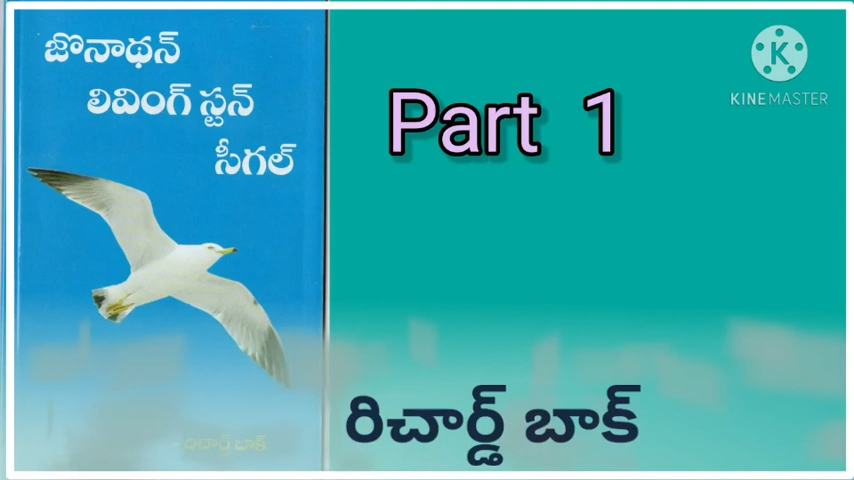 జొనాథన్
లివింగ్ స్టన్
సీగల్
Part 1
KINEMASTER
రిచార్డ్ బాక్
రిచార్డ్ బాక్